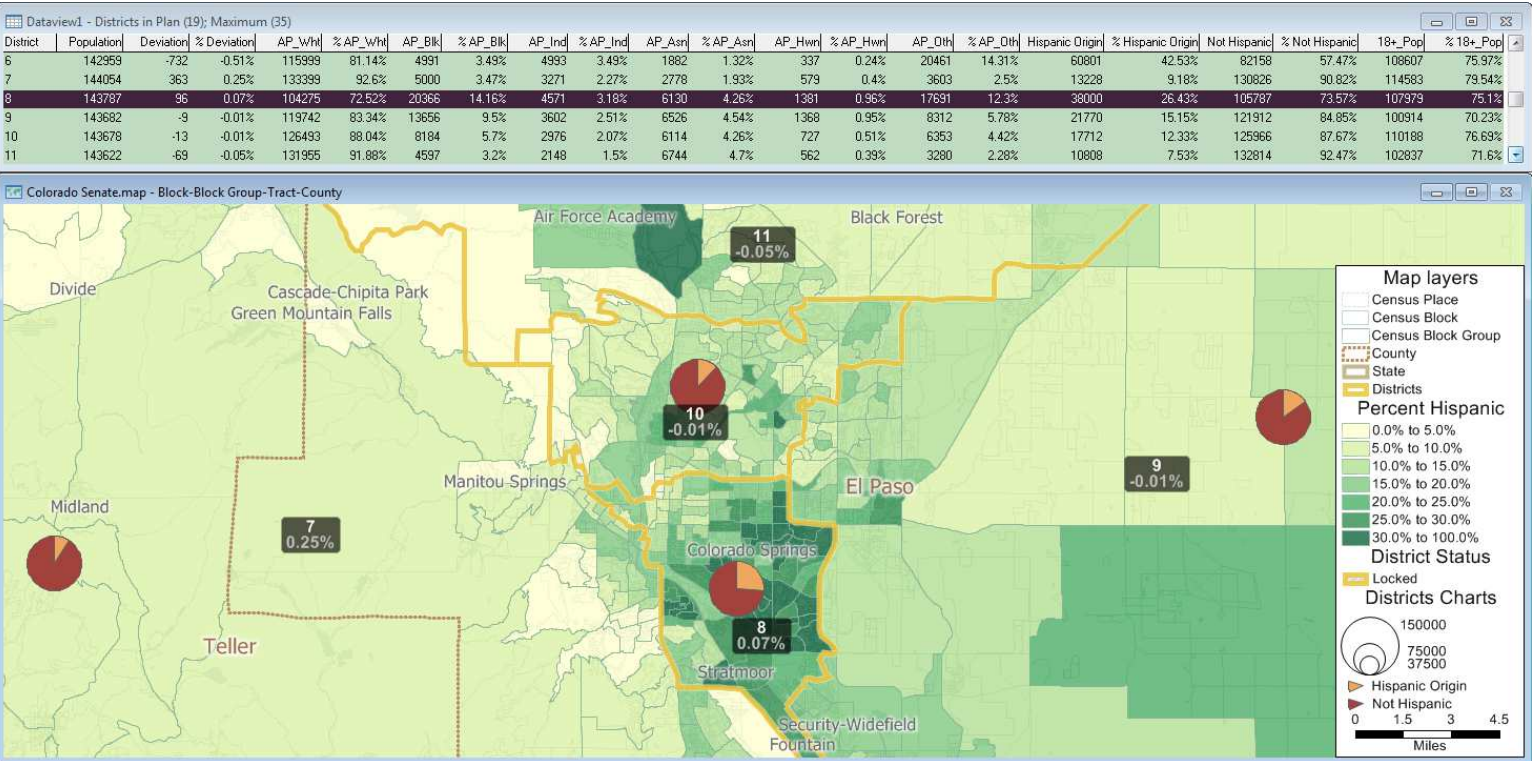 Dataview1 - Districts in Plan (19); Maximum (35)
District Population Deviation % Deviation AP_Wht % AP_Wht AP_Blk % AP_Blk AP_Ind % AP_Ind AP_Asn % AP_Asn AP_Hwn % AP_Hwn AP_Oth % AP_Oth Hispanic Origin % Hispanic Origin Not Hispanic % Not Hispanic 18+_Pop % 18+_Pop
6 142959 -732 -0.51% 115999 81.14% 4991 3.49% 4993 3.49% 1882 1.32% 337 0.24% 20461 14.31% 60801 42.53% 82158 57.47% 108607 75.97%
7 144054 363 0.25% 133399 92.6% 5000 3.47% 3271 2.27% 2778 1.93% 579 0.4% 3603 2.5% 13228 9.18% 130826 90.82% 114583 79.54%
8 143787 96 0.07% 104275 72.52% 20366 14.16% 4571 3.18% 6130 4.26% 1381 0.96% 17691 12.3% 38000 26.43% 105787 73.57% 107979 75.1%
9 143682 -9 -0.01% 119742 83.34% 13656 9.5% 3602 2.51% 6526 4.54% 1368 0.95% 8312 5.78% 21770 15.15% 121912 84.85% 100914 70.23%
10 143678 -13 -0.01% 126493 88.04% 8184 5.7% 2976 2.07% 6114 4.26% 727 0.51% 6353 4.42% 17712 12.33% 125966 87.67% 110188 76.69%
11 143622 -69 -0.05% 131955 91.88% 4597 3.2% 2148 1.5% 6744 4.7% 562 0.39% 3280 2.28% 10808 7.53% 132814 92.47% 102837 71.6%
Colorado Senate.map - Block-Block Group-Tract-County
Air Force Academy
Black Forest
11
-0.05%
Divide
Cascade-Chipita Park
Green Mountain Falls
10
-0.01%
Manitou Springs
El Paso
9
-0.01%
Midland
7
0.25%
Colorado Springs
8
0.07%
Teller
Stratmoor
Security-Widefield
Fountain
Map layers
Census Place
Census Block
Census Block Group
County
State
Districts
Percent Hispanic
0.0% to 5.0%
5.0% to 10.0%
10.0% to 15.0%
15.0% to 20.0%
20.0% to 25.0%
25.0% to 30.0%
30.0% to 100.0%
District Status
Locked
Districts Charts
150000
75000
37500
Hispanic Origin
Not Hispanic
0 1.5 3 4.5
Miles